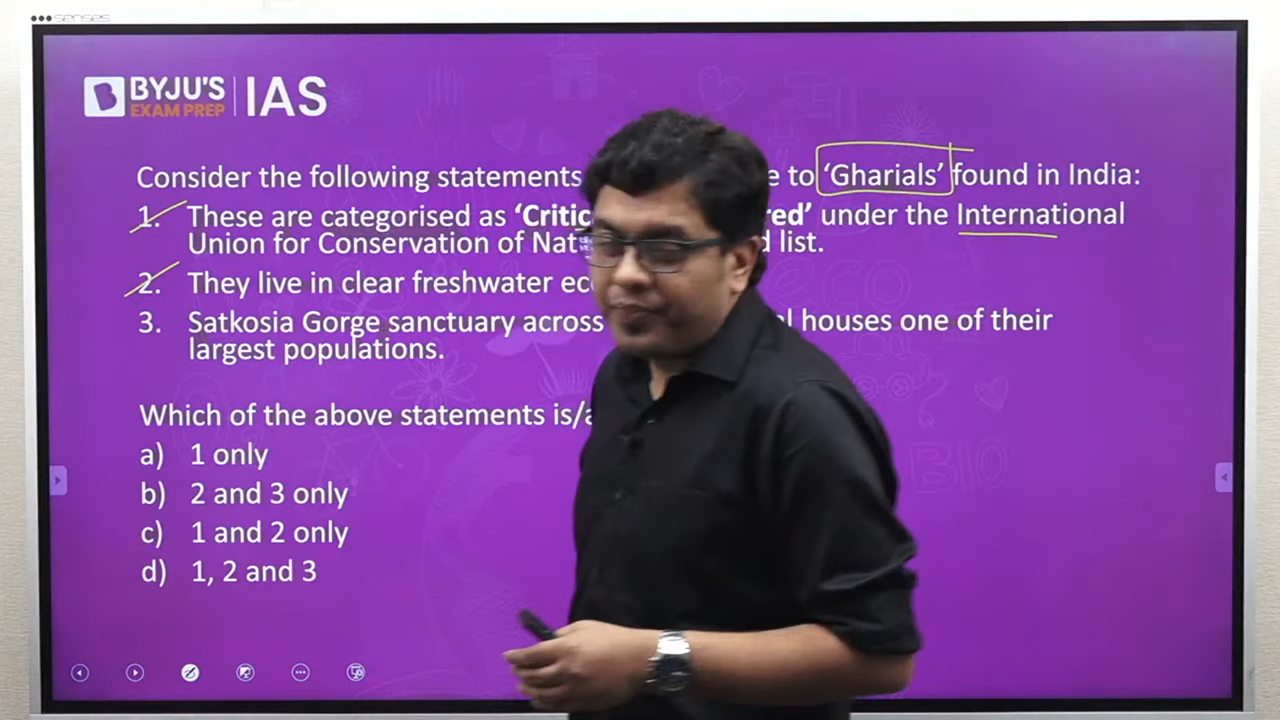 senses
BYJU'S
EXAM PREP
IAS
Consider the following statements e to ‘Gharials’ found in India:
1. These are categorised as ‘Critic red’ under the International
Union for Conservation of Nat d list.
2. They live in clear freshwater ec
3. Satkosia Gorge sanctuary across l houses one of their
largest populations.
Which of the above statements is/a
a) 1 only
b) 2 and 3 only
c) 1 and 2 only
d) 1, 2 and 3